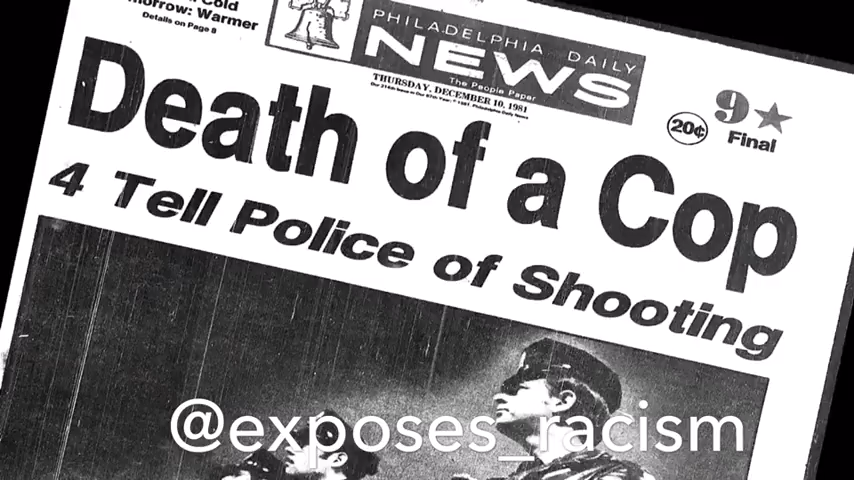 Cold
morrow: Warmer
Details on Page 8
PHILADELPHIA DAILY
NEWS
The People Paper
THURSDAY, DECEMBER 10, 1981
20¢
9★
Final
Death of a Cop
4 Tell Police of Shooting
@exposes_racism